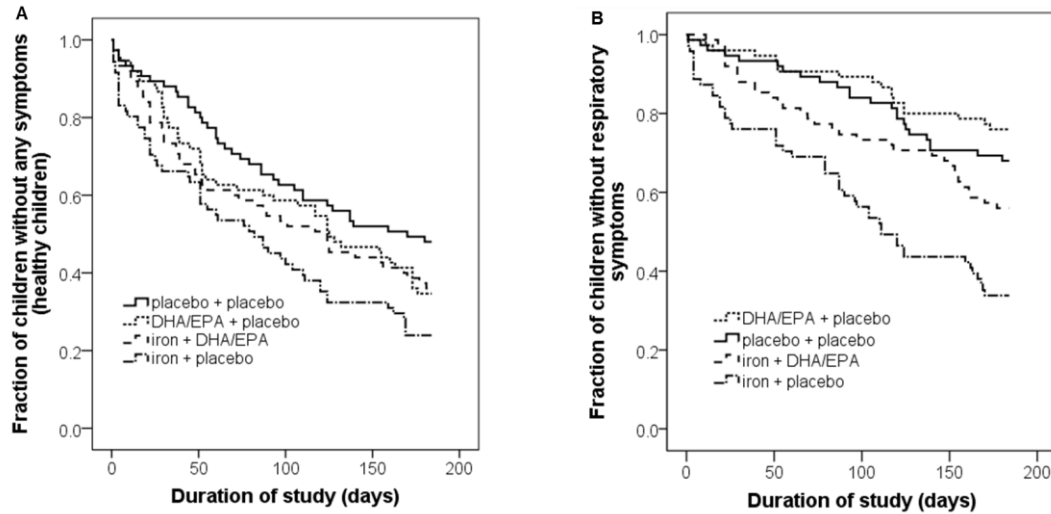 A
Fraction of children without any symptoms
(healthy children)
1.0
0.8
0.6
0.4
0.2
0.0
placebo + placebo
DHA/EPA + placebo
iron + DHA/EPA
iron + placebo
0 50 100 150 200
Duration of study (days)
B
Fraction of children without respiratory
symptoms
1.0
0.8
0.6
0.4
0.2
0.0
DHA/EPA + placebo
placebo + placebo
iron + DHA/EPA
iron + placebo
0 50 100 150 200
Duration of study (days)